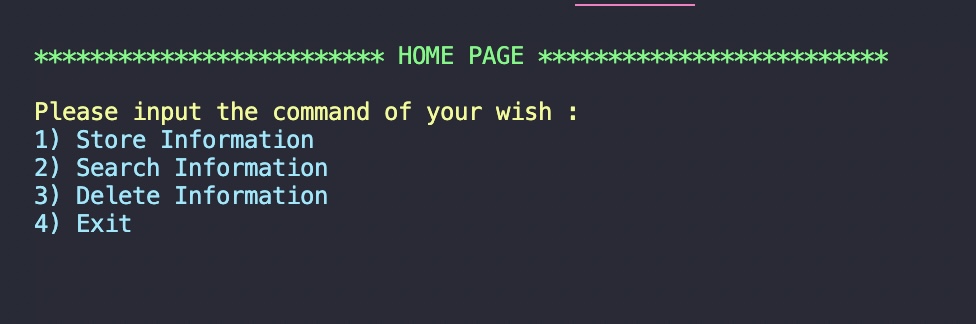 ************************* HOME PAGE *************************
Please input the command of your wish :
1) Store Information
2) Search Information
3) Delete Information
4) Exit